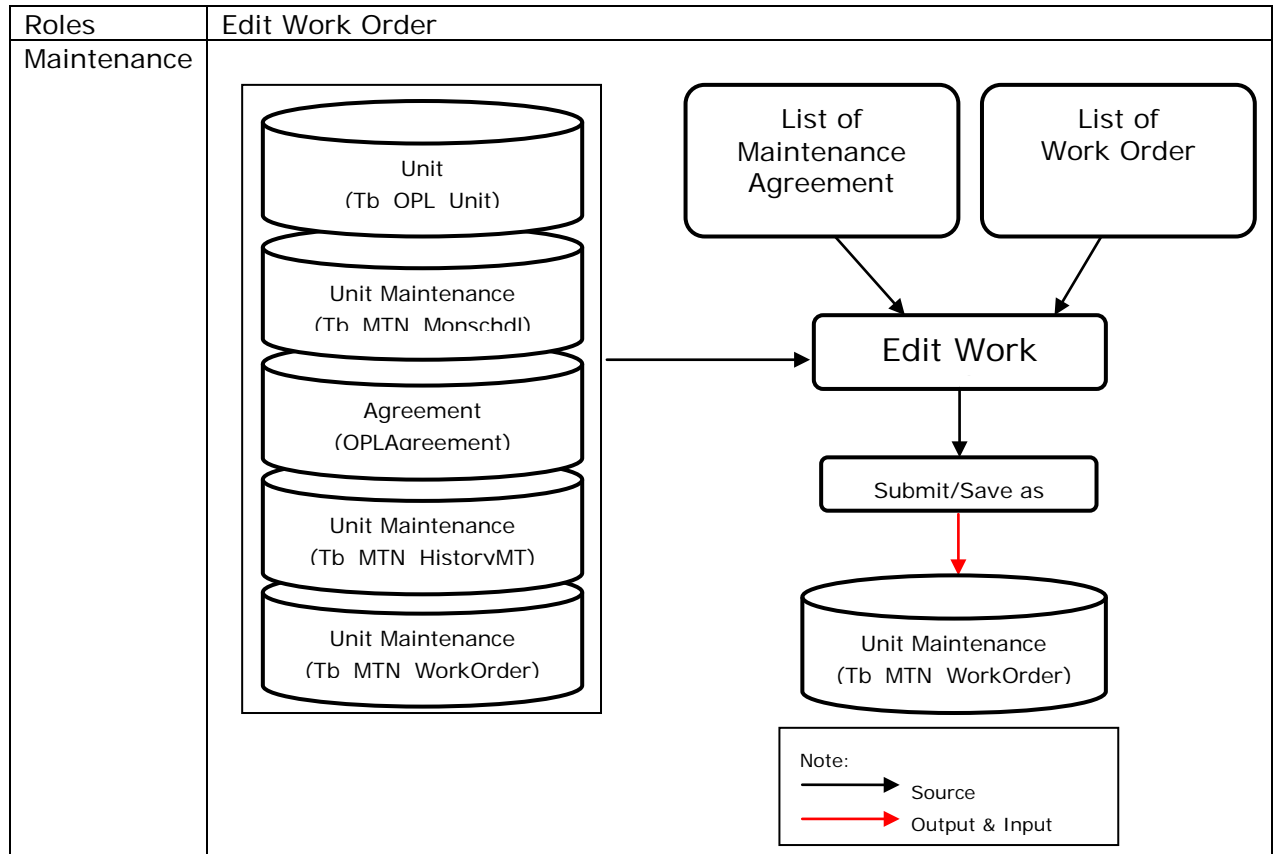 Roles
Edit Work Order
Maintenance
Unit
(Tb OPL Unit)
Unit Maintenance
(Tb MTN Monschdl)
Agreement
(OPLAgreement)
Unit Maintenance
(Tb MTN HistoryMT)
Unit Maintenance
(Tb MTN WorkOrder)
List of
Maintenance
Agreement
List of
Work Order
Edit Work
Submit/Save as
Unit Maintenance
(Tb MTN WorkOrder)
Note:
Source
Output & Input